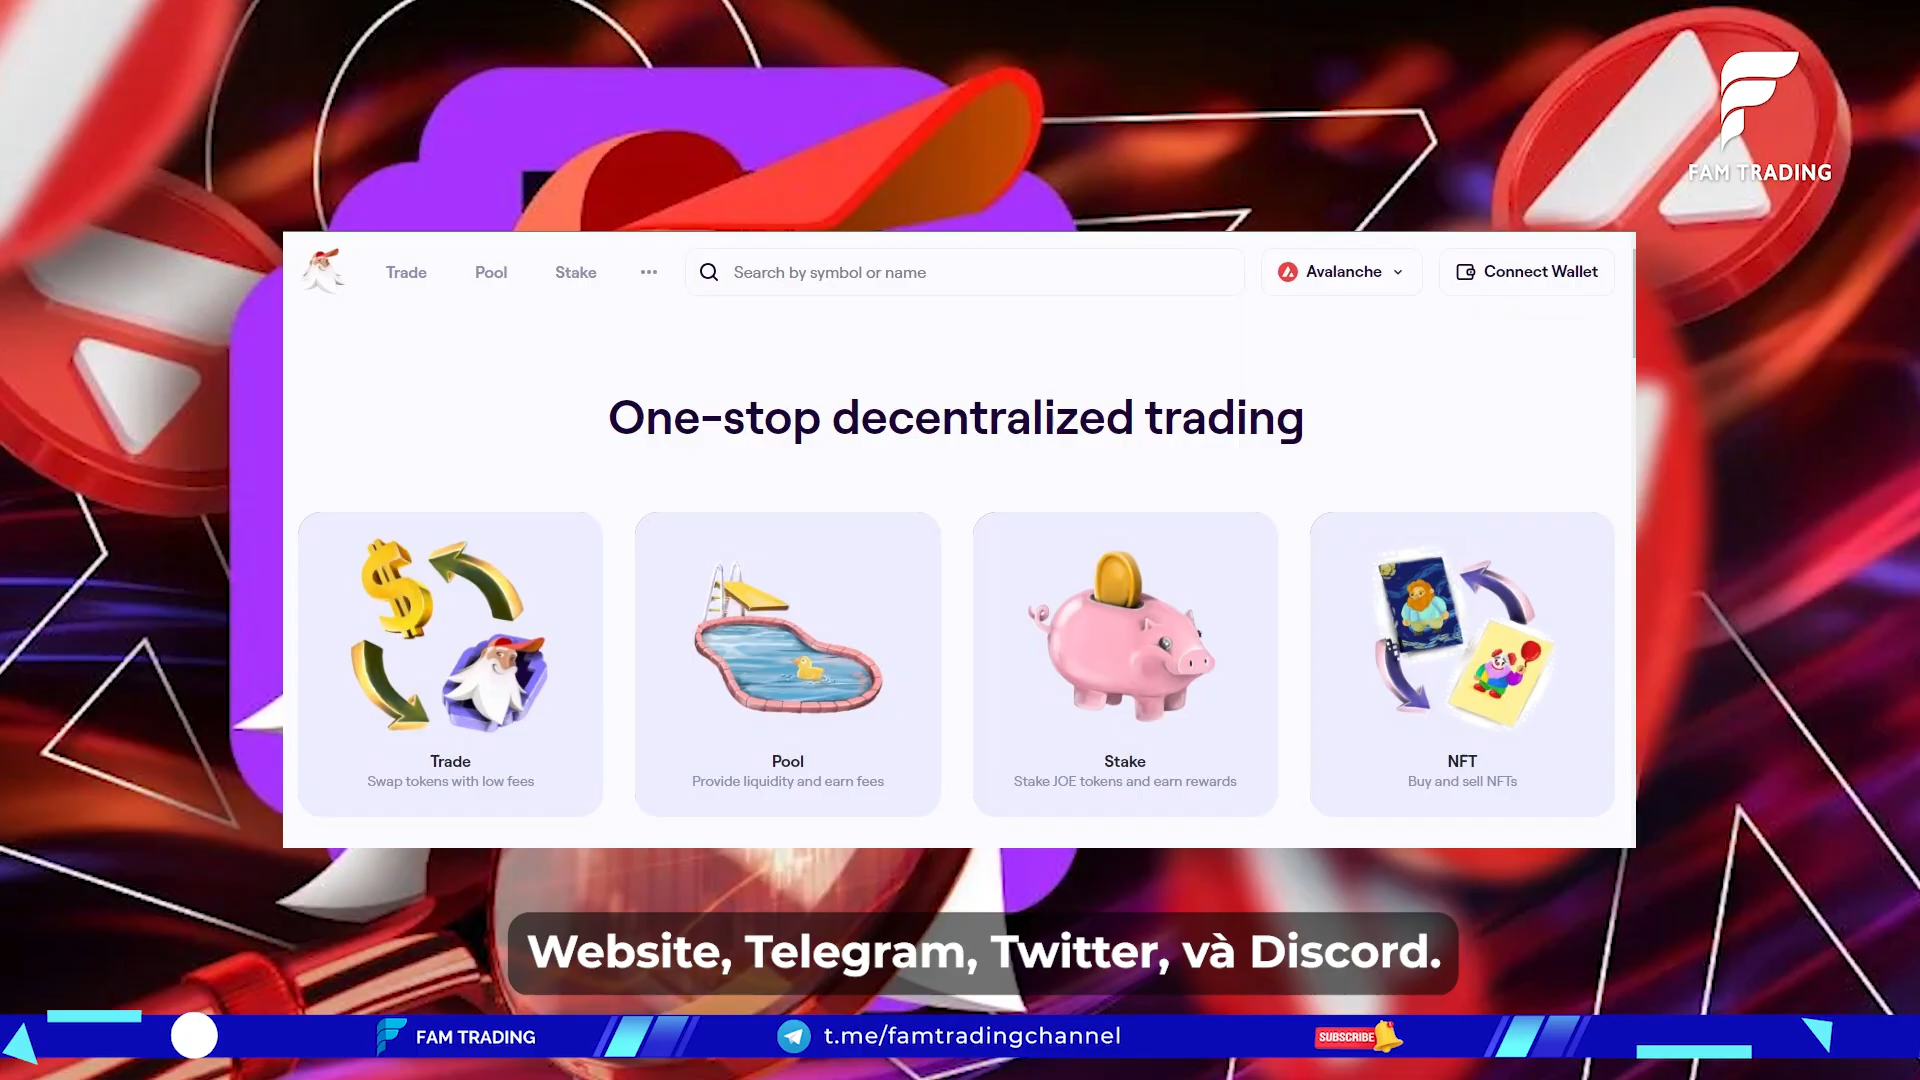 FAM TRADING
Trade
Pool
Stake
Search by symbol or name
Avalanche
Connect Wallet
One-stop decentralized trading
Trade
Swap tokens with low fees
Pool
Provide liquidity and earn fees
Stake
Stake JOE tokens and earn rewards
NFT
Buy and sell NFTs
Website, Telegram, Twitter, và Discord.
FAM TRADING
t.me/famtradingchannel
SUBSCRIBE